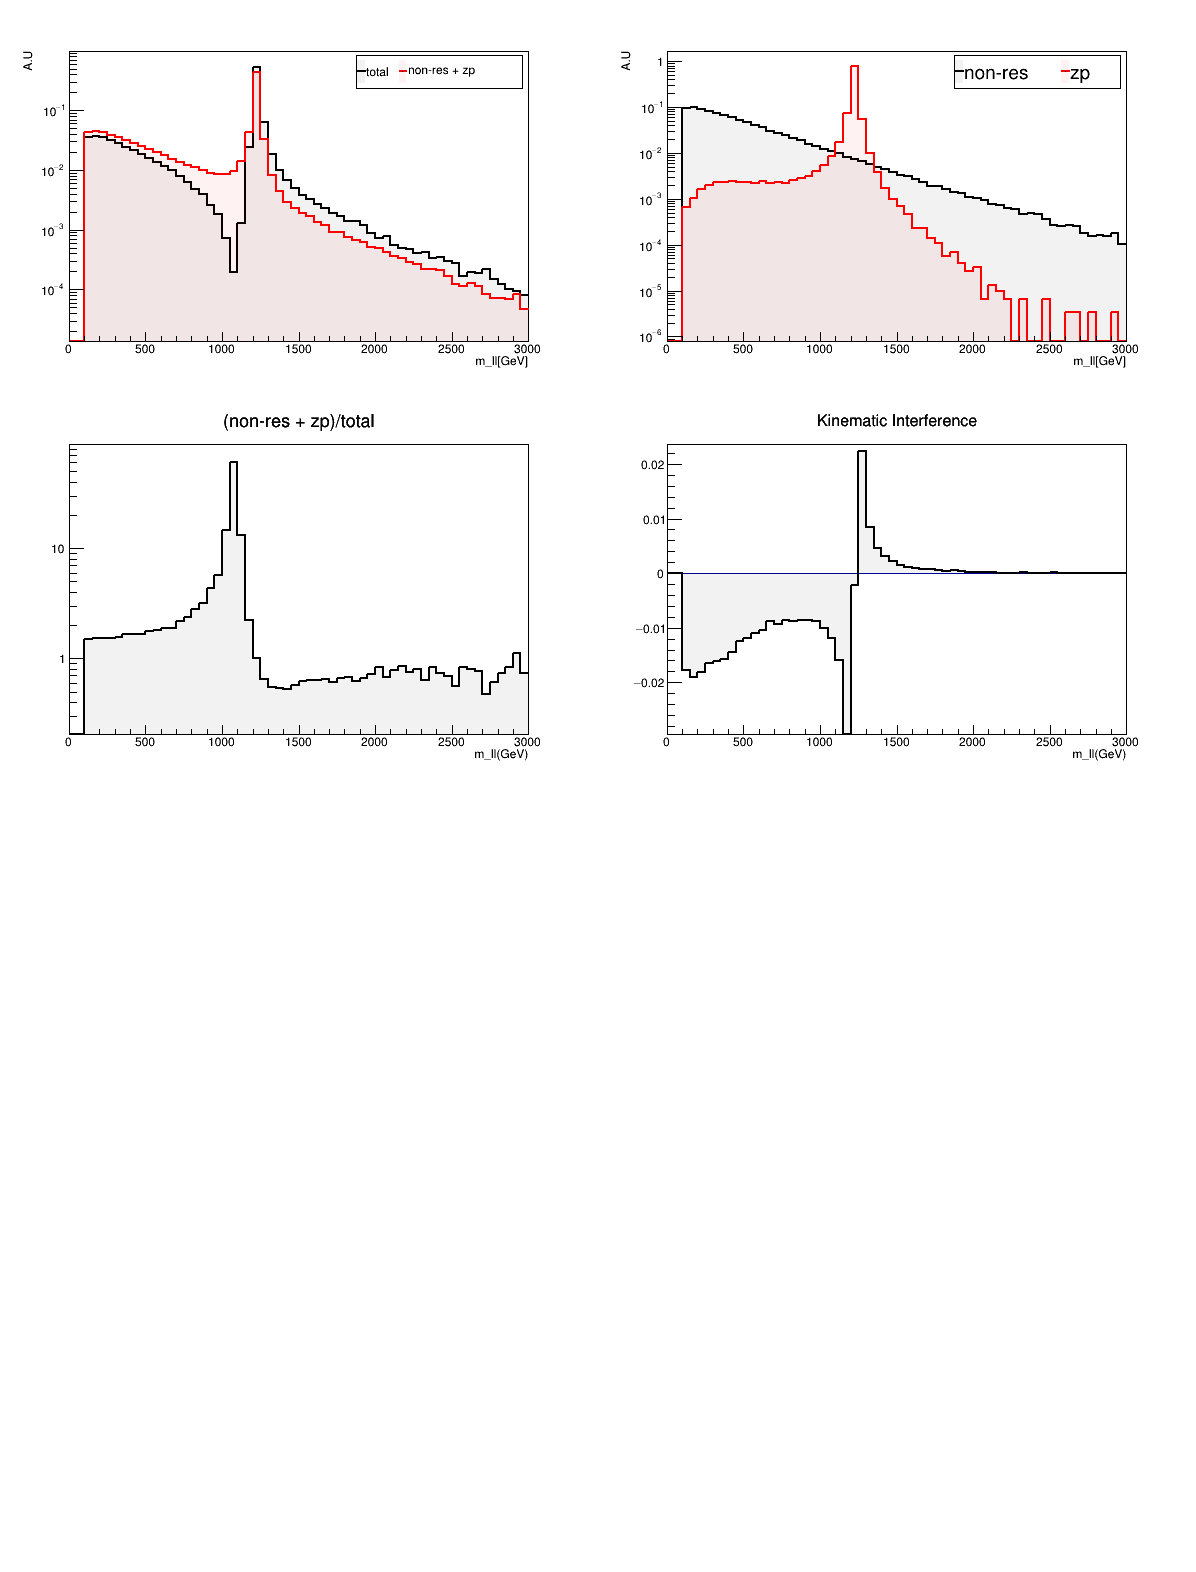 A.U
total non-res + zp
10⁻¹
10⁻²
10⁻³
10⁻⁴
0 500 1000 1500 2000 2500 3000
m_ll[GeV]
A.U
non-res zp
1
10⁻¹
10⁻²
10⁻³
10⁻⁴
10⁻⁵
10⁻⁶
0 500 1000 1500 2000 2500 3000
m_ll[GeV]
(non-res + zp)/total
10
1
0 500 1000 1500 2000 2500 3000
m_ll(GeV)
Kinematic Interference
0.02
0.01
0
−0.01
−0.02
0 500 1000 1500 2000 2500 3000
m_ll(GeV)